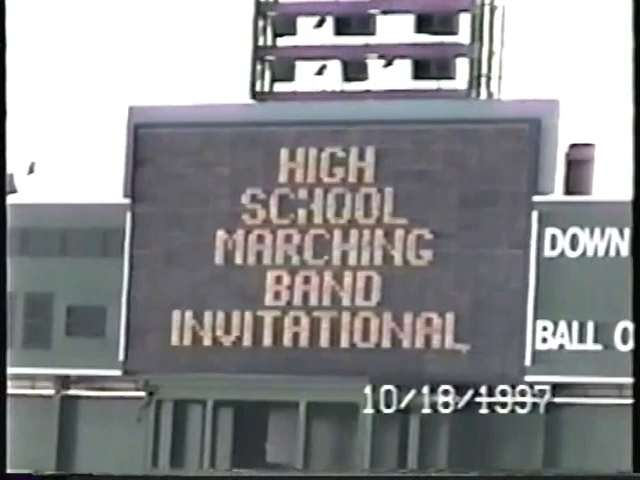 HIGH
SCHOOL
MARCHING
BAND
INVITATIONAL
DOWN
BALL O
10/18/1997